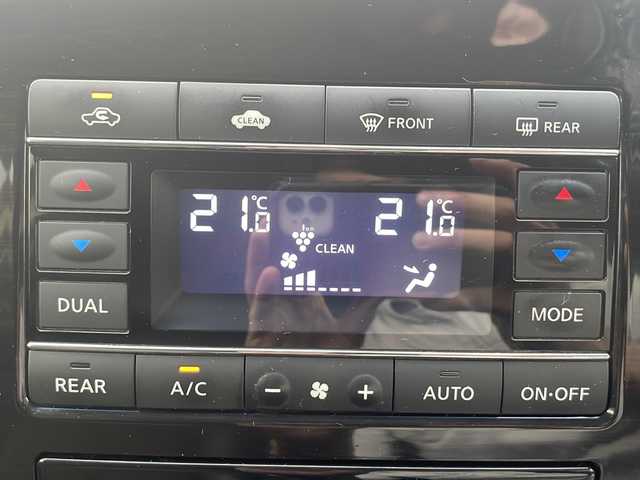 CLEAN
FRONT
REAR
21.0°C
21.0°C
CLEAN
DUAL
MODE
REAR
A/C
− +
AUTO
ON·OFF